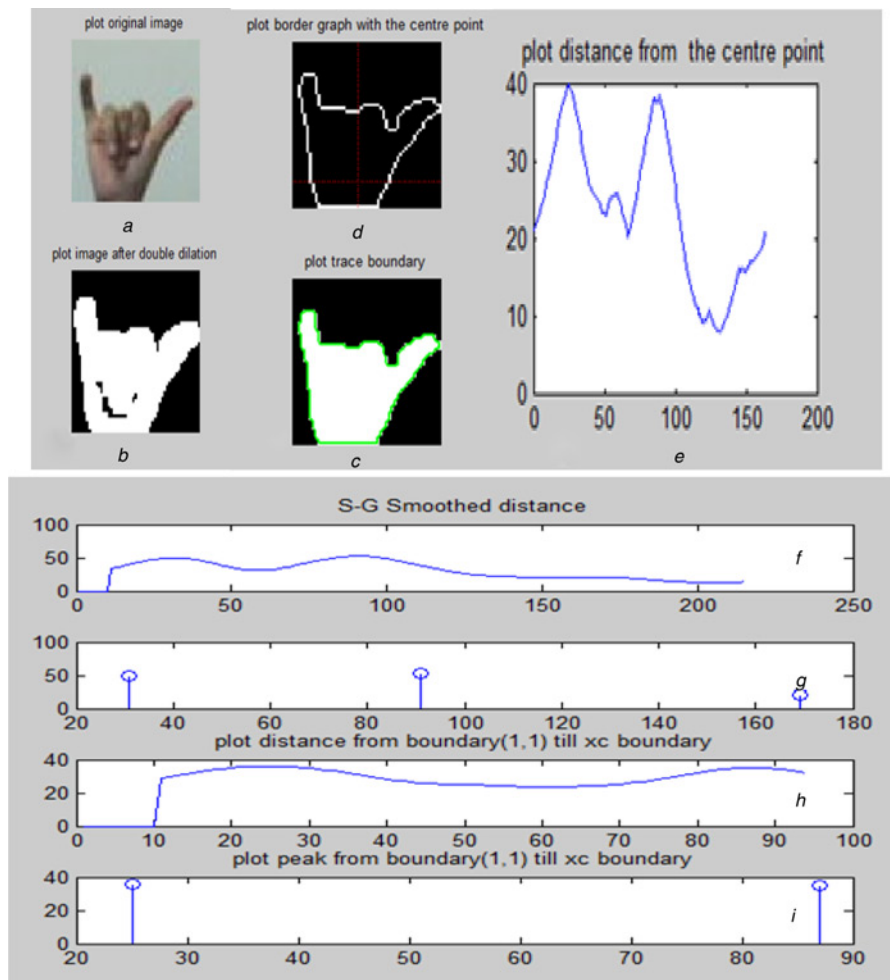 plot original image
a
plot image after double dilation
b
plot border graph with the centre point
d
plot trace boundary
c
plot distance from the centre point
40
30
20
10
0
0 50 100 150 200
e
S-G Smoothed distance
100
50
0
0 50 100 150 200 250
f
100
50
0
20 40 60 80 100 120 140 160 180
g
plot distance from boundary(1,1) till xc boundary
40
20
0
0 10 20 30 40 50 60 70 80 90 100
h
plot peak from boundary(1,1) till xc boundary
40
20
0
20 30 40 50 60 70 80 90
i